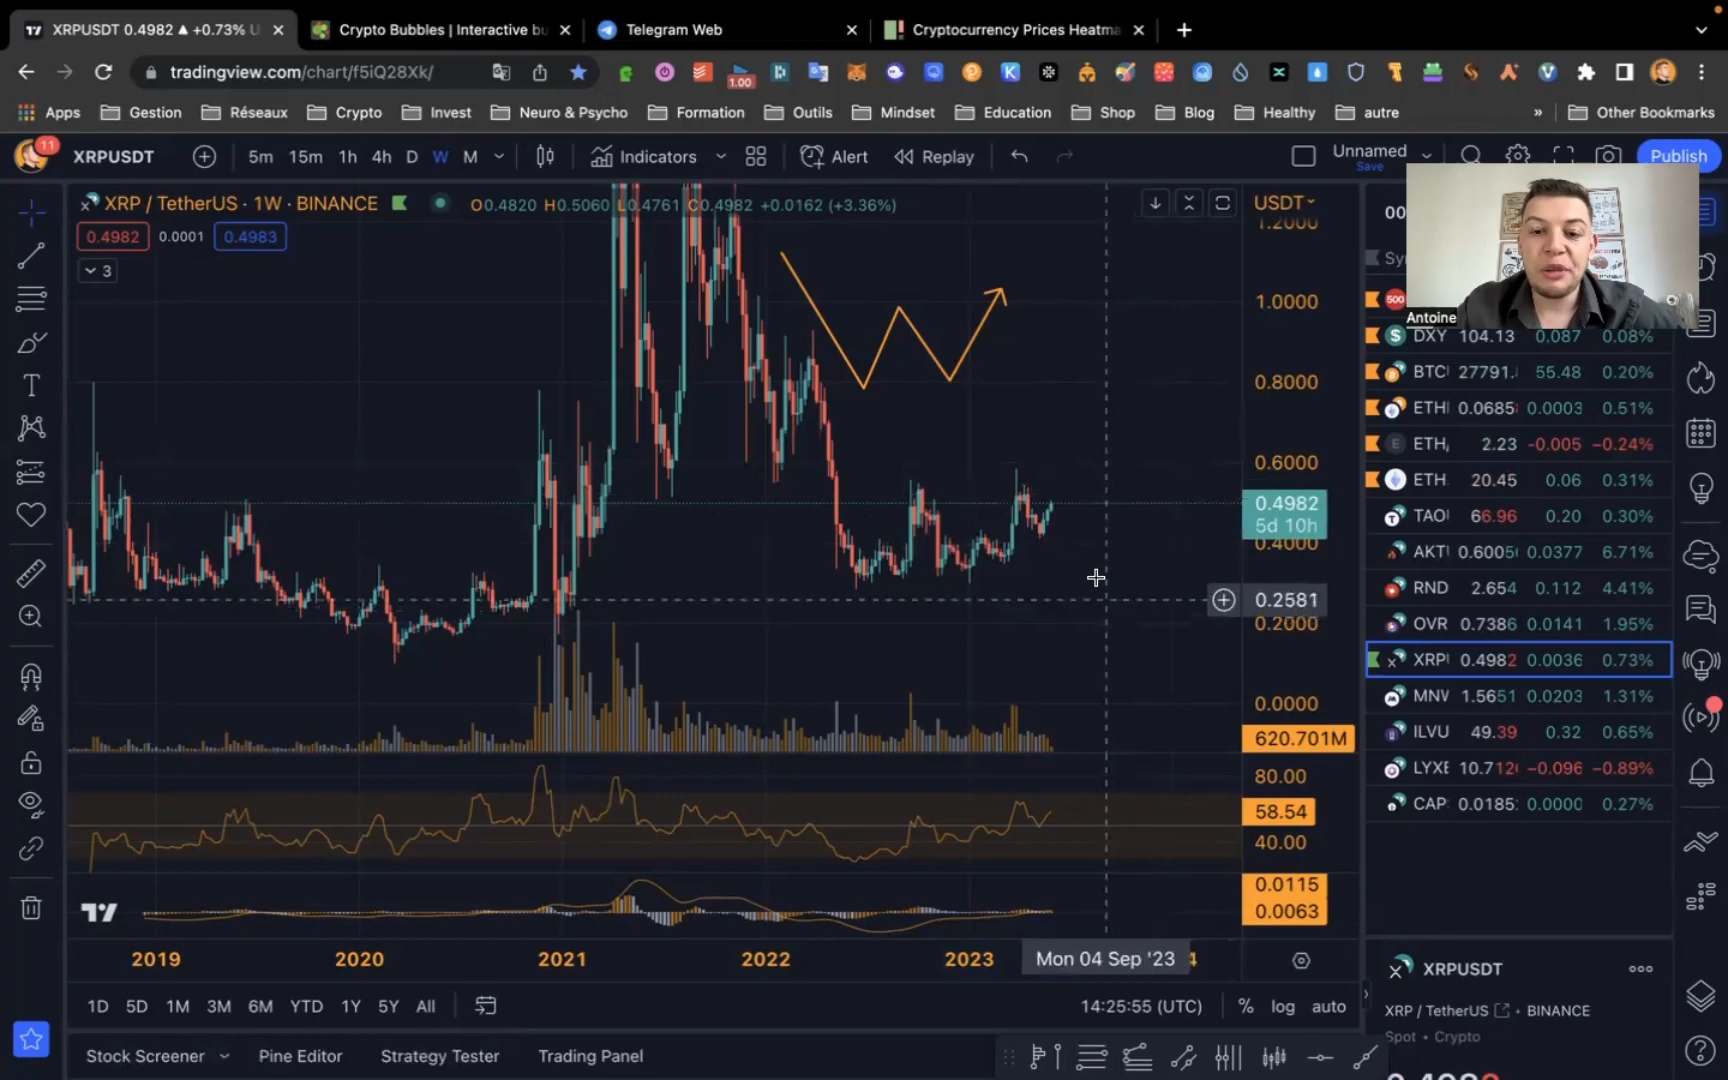 XRPUSDT 0.4982 ▲ +0.73% U
Crypto Bubbles | Interactive bu
Telegram Web
Cryptocurrency Prices Heatma
tradingview.com/chart/f5iQ28Xk/
1.00
Apps
Gestion
Réseaux
Crypto
Invest
Neuro & Psycho
Formation
Outils
Mindset
Education
Shop
Blog
Healthy
autre
»
Other Bookmarks
11
XRPUSDT
5m
15m
1h
4h
D
W
M
Indicators
Alert
Replay
Unnamed
Save
Publish
XRP / TetherUS · 1W · BINANCE
O0.4820 H0.5060 L0.4761 C0.4982 +0.0162 (+3.36%)
USDT
0.4982
0.0001
0.4983
3
1.2000
1.0000
0.8000
0.6000
0.4982
5d 10h
0.4000
0.2581
0.2000
0.0000
620.701M
80.00
58.54
40.00
0.0115
0.0063
2019
2020
2021
2022
2023
Mon 04 Sep '23
4
1D
5D
1M
3M
6M
YTD
1Y
5Y
All
14:25:55 (UTC)
%
log
auto
Stock Screener
Pine Editor
Strategy Tester
Trading Panel
00
Sy
Antoine
500
DXY 104.13 0.087 0.08%
BTC 27791. 55.48 0.20%
ETH 0.0685 0.0003 0.51%
ETH 2.23 −0.005 −0.24%
ETH. 20.45 0.06 0.31%
TAO 66.96 0.20 0.30%
AKT 0.6005 0.0377 6.71%
RND 2.654 0.112 4.41%
OVR 0.7386 0.0141 1.95%
XRP 0.4982 0.0036 0.73%
MNW 1.5651 0.0203 1.31%
ILVU 49.39 0.32 0.65%
LYXE 10.712 −0.096 −0.89%
CAP 0.0185 0.0000 0.27%
XRPUSDT
XRP / TetherUS
• BINANCE
Spot • Crypto